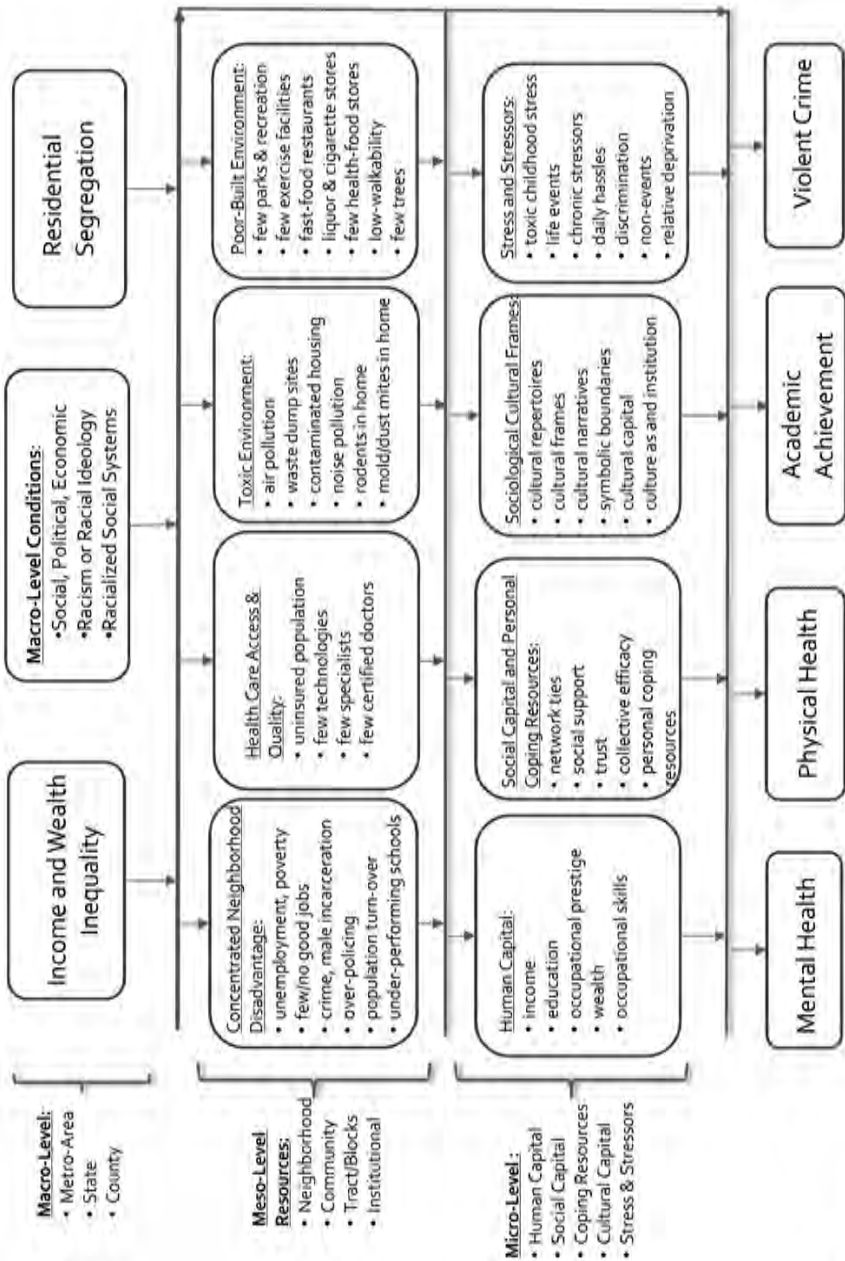 Macro-Level:
• Metro-Area
• State
• County
Income and Wealth
Inequality
Macro-Level Conditions:
•Social, Political, Economic
•Racism or Racial Ideology
•Racialized Social Systems
Residential
Segregation
Meso-Level
Resources:
• Neighborhood
• Community
• Tract/Blocks
• Institutional
Concentrated Neighborhood
Disadvantage:
• unemployment, poverty
• few/no good jobs
• crime, male incarceration
• over-policing
• population turn-over
• under-performing schools
Health Care Access &
Quality:
• uninsured population
• few technologies
• few specialists
• few certified doctors
Toxic Environment:
• air pollution
• waste dump sites
• contaminated housing
• noise pollution
• rodents in home
• mold/dust mites in home
Poor-Built Environment:
• few parks & recreation
• few exercise facilities
• fast-food restaurants
• liquor & cigarette stores
• few health-food stores
• low-walkability
• few trees
Micro-Level :
• Human Capital
• Social Capital
• Coping Resources
• Cultural Capital
• Stress & Stressors
Human Capital:
• income
• education
• occupational prestige
• wealth
• occupational skills
Social Capital and Personal
Coping Resources:
• network ties
• social support
• trust
• collective efficacy
• personal coping
resources
Sociological Cultural Frames:
• cultural repertoires
• cultural frames
• cultural narratives
• symbolic boundaries
• cultural capital
• culture as and institution
Stress and Stressors:
• toxic childhood stress
• life events
• chronic stressors
• daily hassles
• discrimination
• non-events
• relative deprivation
Mental Health
Physical Health
Academic
Achievement
Violent Crime